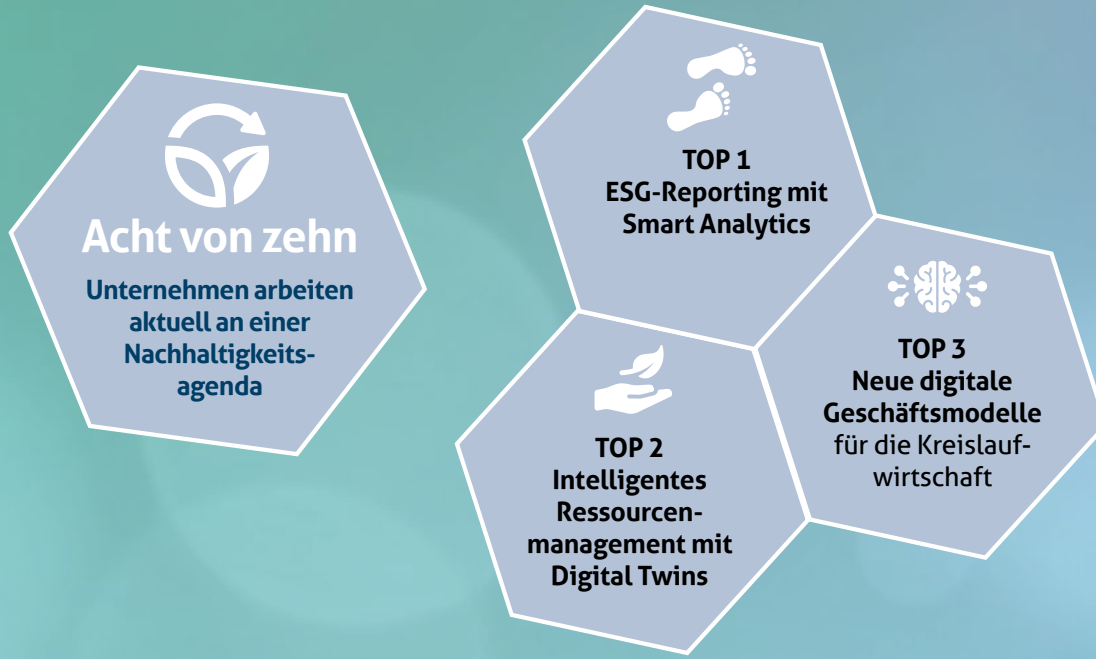 Acht von zehn
Unternehmen arbeiten
aktuell an einer
Nachhaltigkeits-
agenda
TOP 1
ESG-Reporting mit
Smart Analytics
TOP 2
Intelligentes
Ressourcen-
management mit
Digital Twins
TOP 3
Neue digitale
Geschäftsmodelle
für die Kreislauf-
wirtschaft